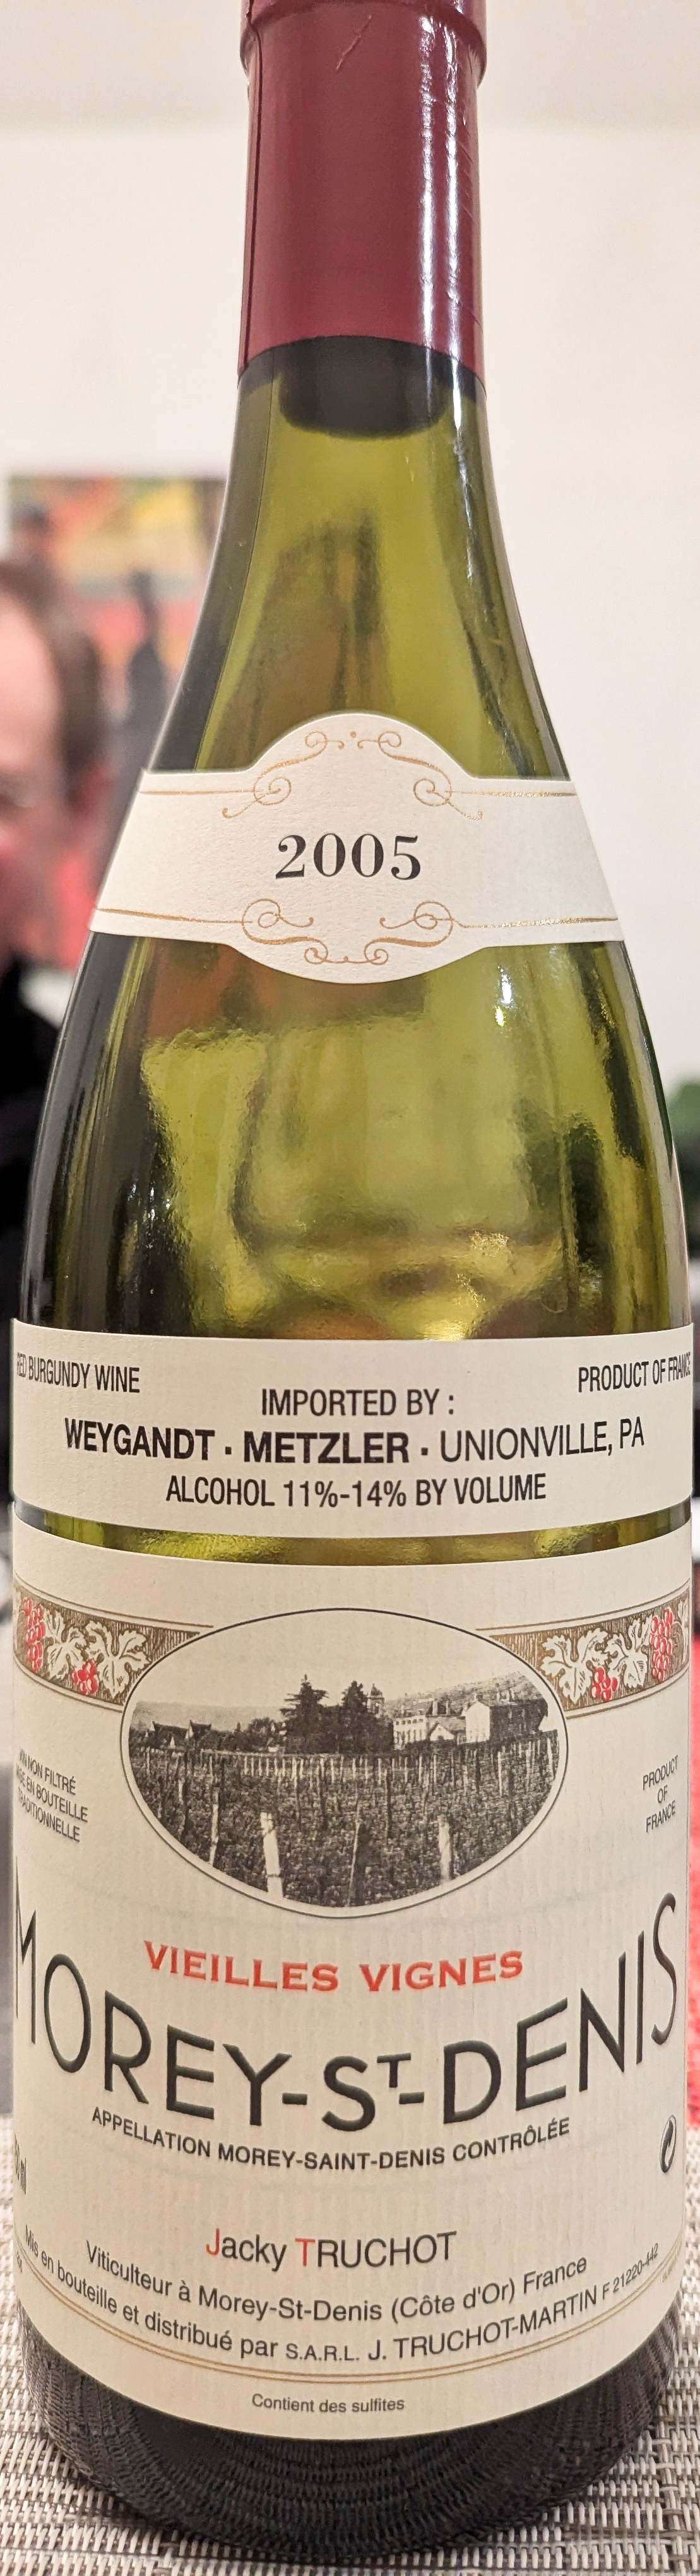 2005
RED BURGUNDY WINE
PRODUCT OF FRANCE
IMPORTED BY :
WEYGANDT · METZLER · UNIONVILLE, PA
ALCOHOL 11%-14% BY VOLUME
VIN NON FILTRÉ
MISE EN BOUTEILLE
TRADITIONNELLE
PRODUCT
OF
FRANCE
VIEILLES VIGNES
MOREY-ST-DENIS
APPELLATION MOREY-SAINT-DENIS CONTRÔLÉE
ml
Jacky TRUCHOT
Viticulteur à Morey-St-Denis (Côte d'Or) France
Mis en bouteille et distribué par S.A.R.L. J. TRUCHOT-MARTIN F 21220-442
Contient des sulfites